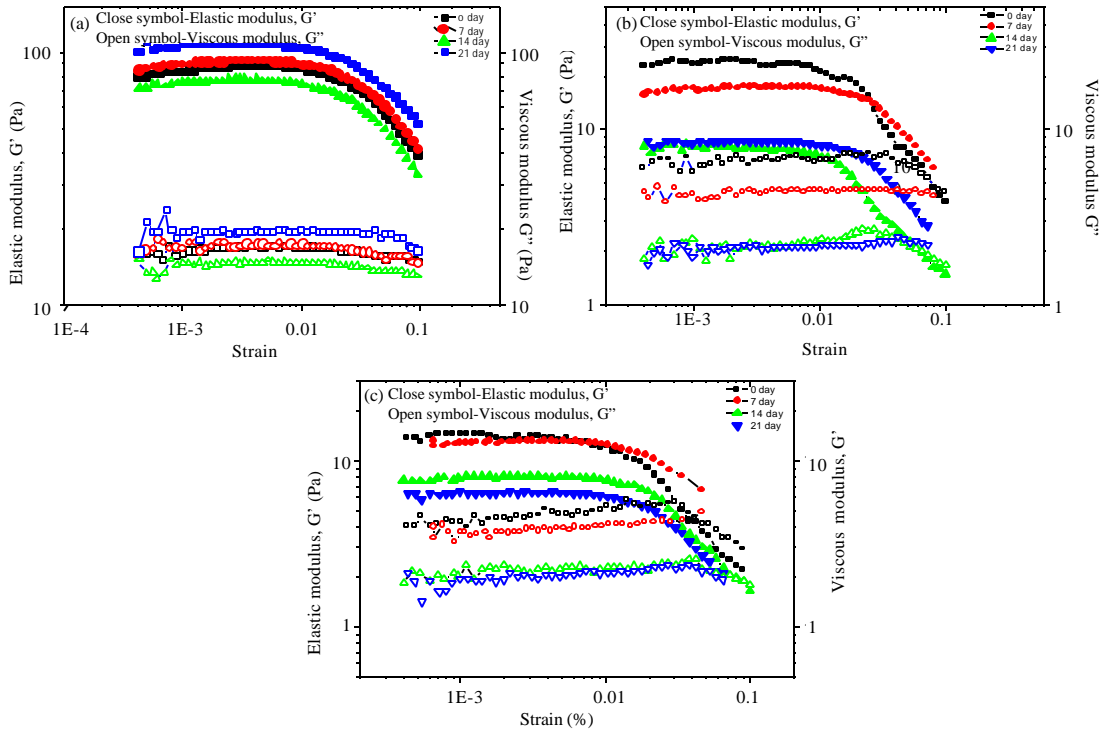 (a) Close symbol-Elastic modulus, G'
Open symbol-Viscous modulus, G"
o day
7 day
14 day
21 day
100
10
Elastic modulus, G' (Pa)
100
10
Viscous modulus G" (Pa)
1E-4
1E-3
0.01
0.1
Strain
(b) Close symbol-Elastic modulus, G'
Open symbol-Viscous modulus, G"
0 day
7 day
14 day
21 day
10
1
Elastic modulus, G' (Pa)
10
10
1
Viscous modulus G"
1E-3
0.01
0.1
Strain
(c) Close symbol-Elastic modulus, G'
Open symbol-Viscous modulus, G"
0 day
7 day
14 day
21 day
10
1
Elastic modulus, G' (Pa)
10
1
Viscous modulus, G'
1E-3
0.01
0.1
Strain (%)